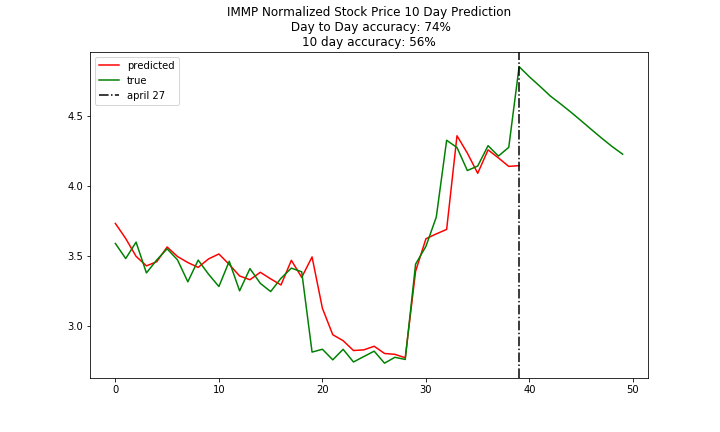 IMMP Normalized Stock Price 10 Day Prediction
Day to Day accuracy: 74%
10 day accuracy: 56%
predicted
true
april 27
4.5
4.0
3.5
3.0
0
10
20
30
40
50